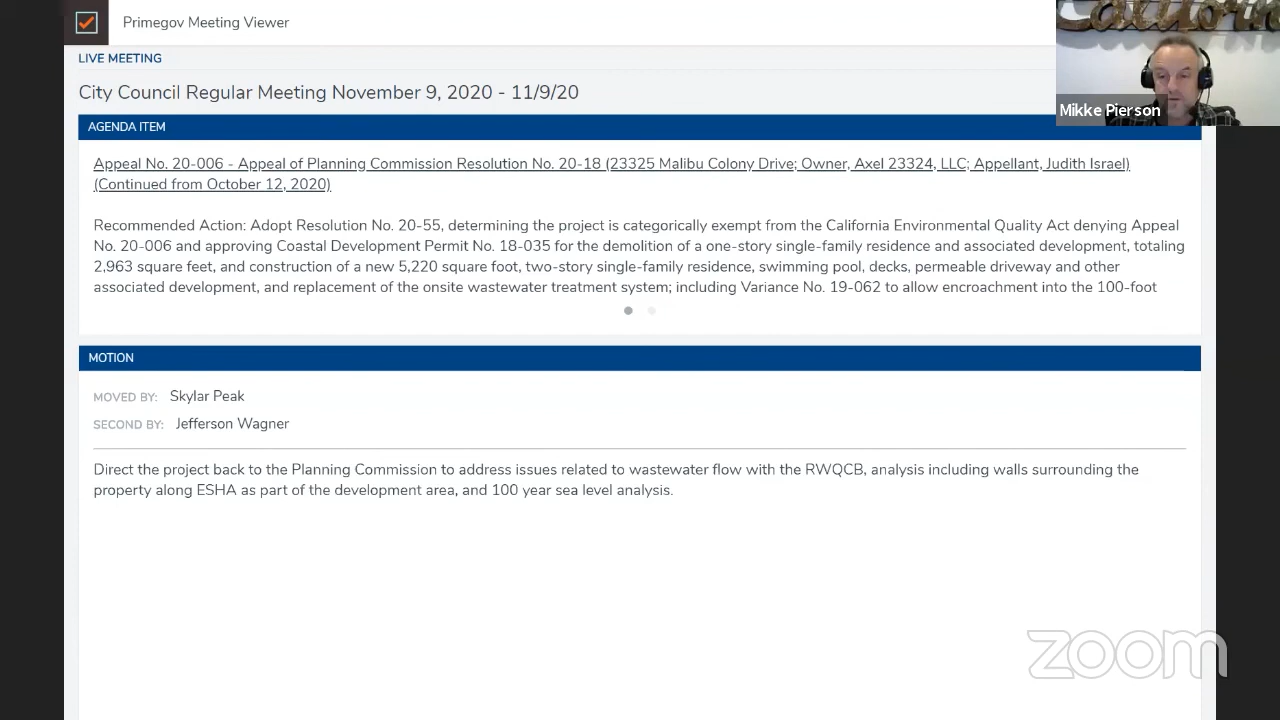 Primegov Meeting Viewer
Californ
Mikke Pierson
LIVE MEETING
City Council Regular Meeting November 9, 2020 - 11/9/20
AGENDA ITEM
Appeal No. 20-006 - Appeal of Planning Commission Resolution No. 20-18 (23325 Malibu Colony Drive; Owner, Axel 23324, LLC; Appellant, Judith Israel)
(Continued from October 12, 2020)
Recommended Action: Adopt Resolution No. 20-55, determining the project is categorically exempt from the California Environmental Quality Act denying Appeal
No. 20-006 and approving Coastal Development Permit No. 18-035 for the demolition of a one-story single-family residence and associated development, totaling
2,963 square feet, and construction of a new 5,220 square foot, two-story single-family residence, swimming pool, decks, permeable driveway and other
associated development, and replacement of the onsite wastewater treatment system; including Variance No. 19-062 to allow encroachment into the 100-foot
MOTION
MOVED BY: Skylar Peak
SECOND BY: Jefferson Wagner
Direct the project back to the Planning Commission to address issues related to wastewater flow with the RWQCB, analysis including walls surrounding the
property along ESHA as part of the development area, and 100 year sea level analysis.
zoom